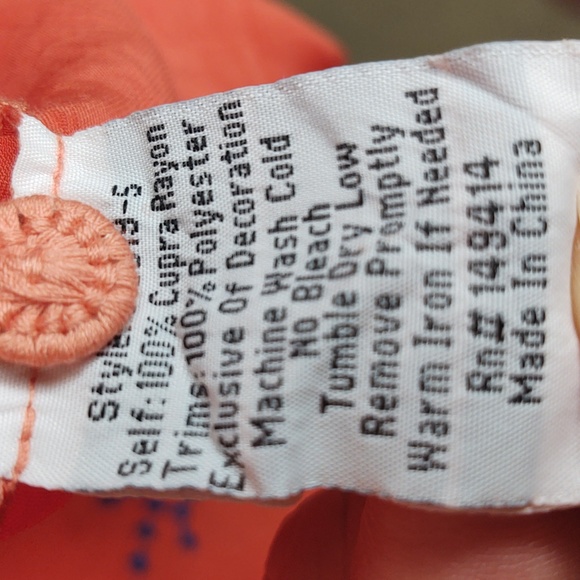 Style
Self:100% Cupra Rayon
Trims:100% Polyester
Exclusive Of Decoration
Machine Wash Cold
No Bleach
Tumble Dry Low
Remove Promptly
Warm Iron If Needed
Rn# 149414
Made In China